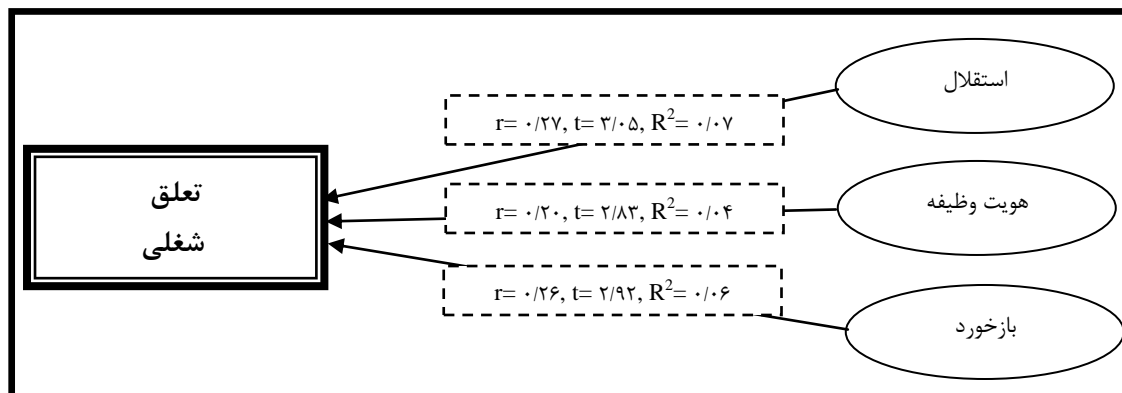 استقلال
r= ۰/۲۷, t= ۳/۰۵, R²= ۰/۰۷
تعلق
شغلی
هویت وظیفه
r= ۰/۲۰, t= ۲/۸۳, R²= ۰/۰۴
بازخورد
r= ۰/۲۶, t= ۲/۹۲, R²= ۰/۰۶